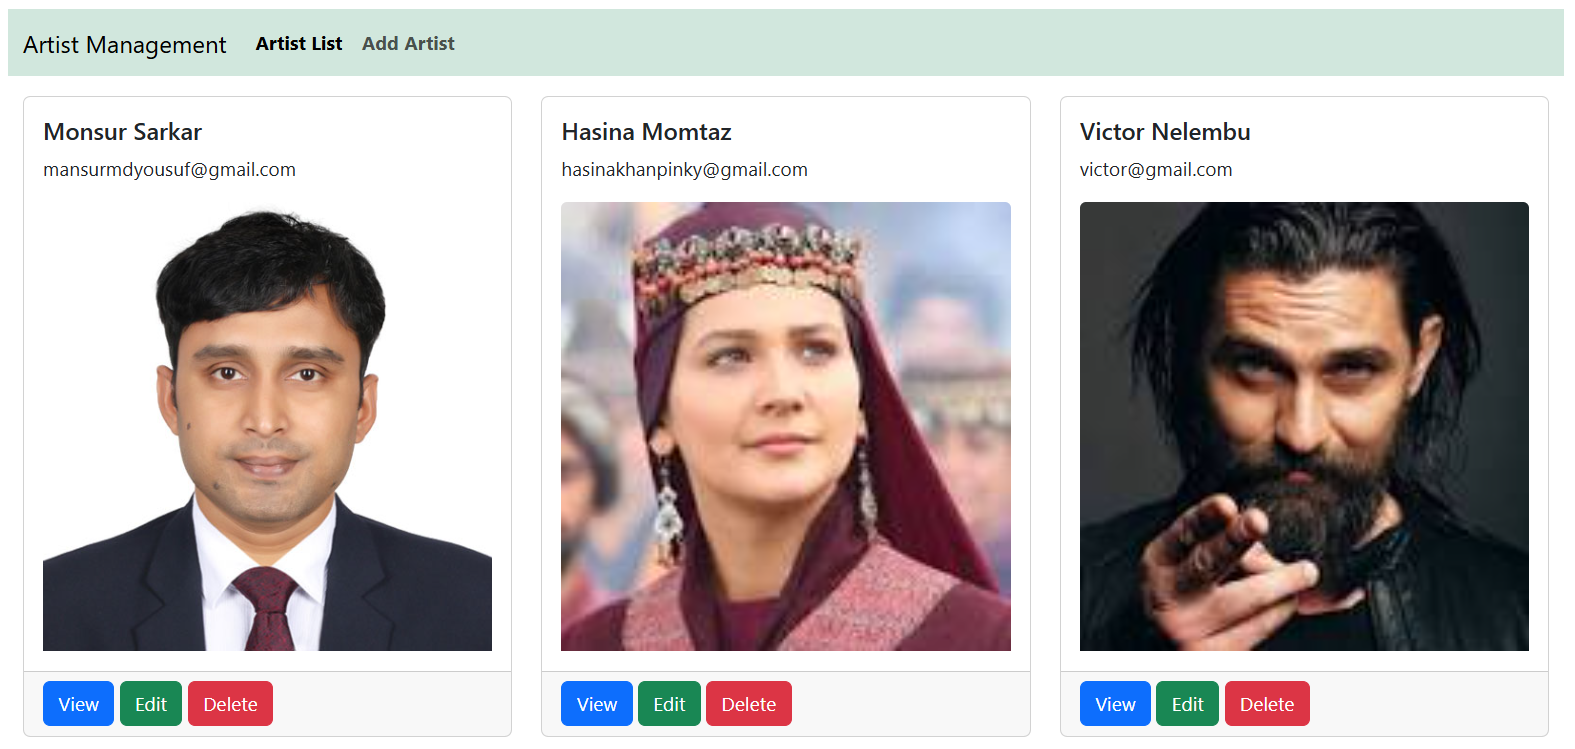 Artist Management Artist List Add Artist
Monsur Sarkar
mansurmdyousuf@gmail.com
View Edit Delete
Hasina Momtaz
hasinakhanpinky@gmail.com
View Edit Delete
Victor Nelembu
victor@gmail.com
View Edit Delete